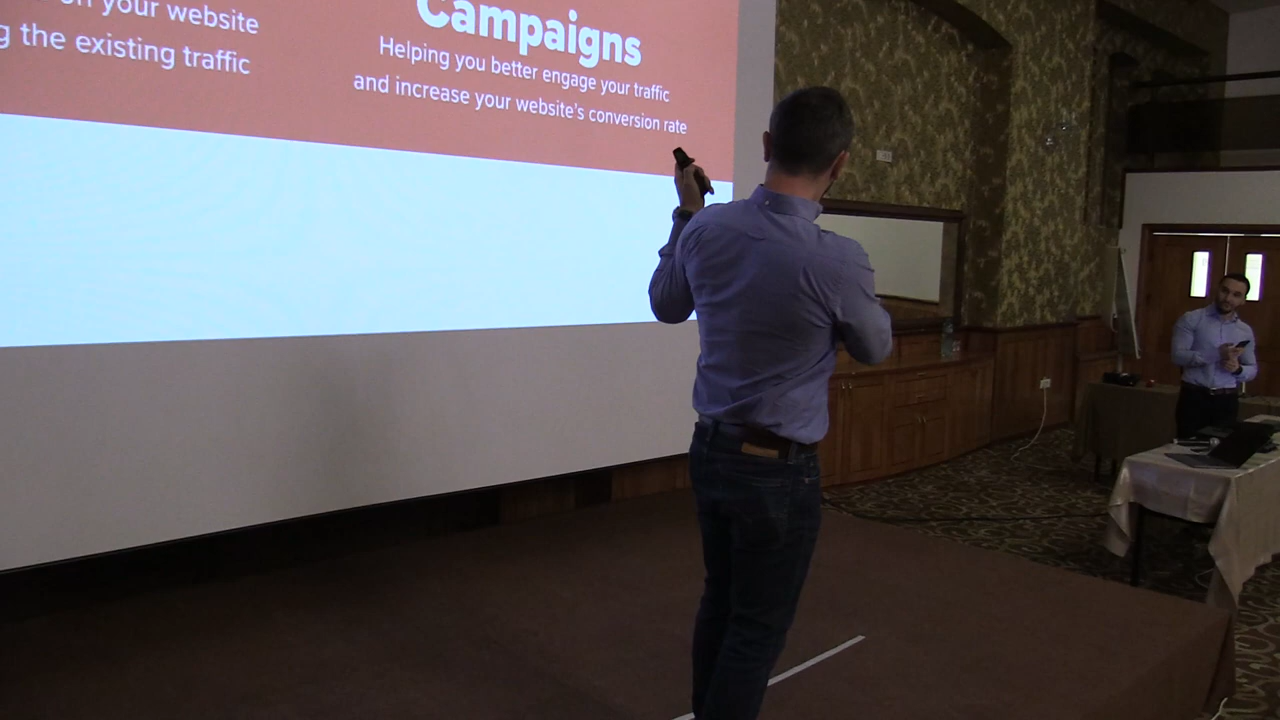 on your website
g the existing traffic
Campaigns
Helping you better engage your traffic
and increase your website's conversion rate